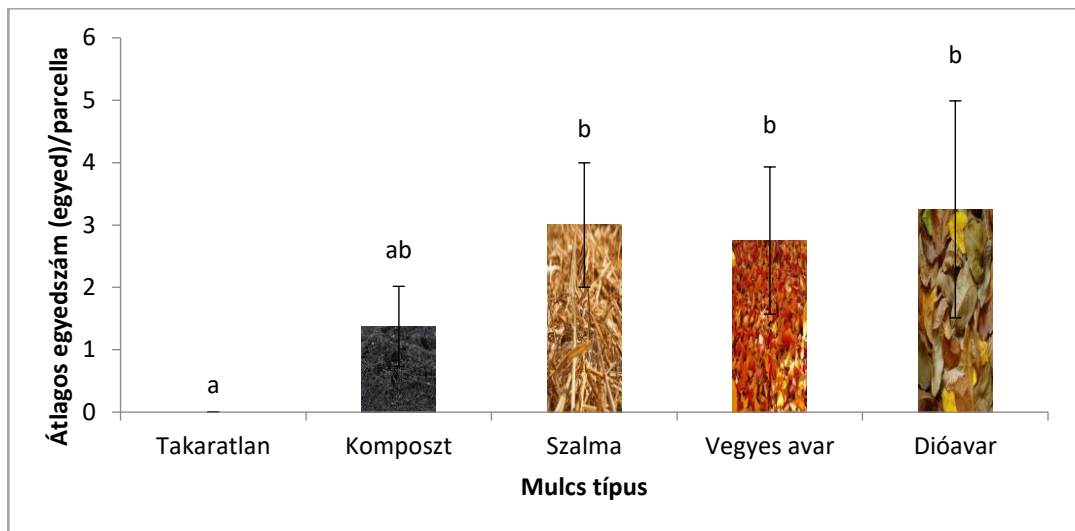 Átlagos egyedszám (egyed)/parcella
6
5
4
3
2
1
0
a
ab
b
b
b
Takaratlan
Komposzt
Szalma
Vegyes avar
Dióavar
Mulcs típus